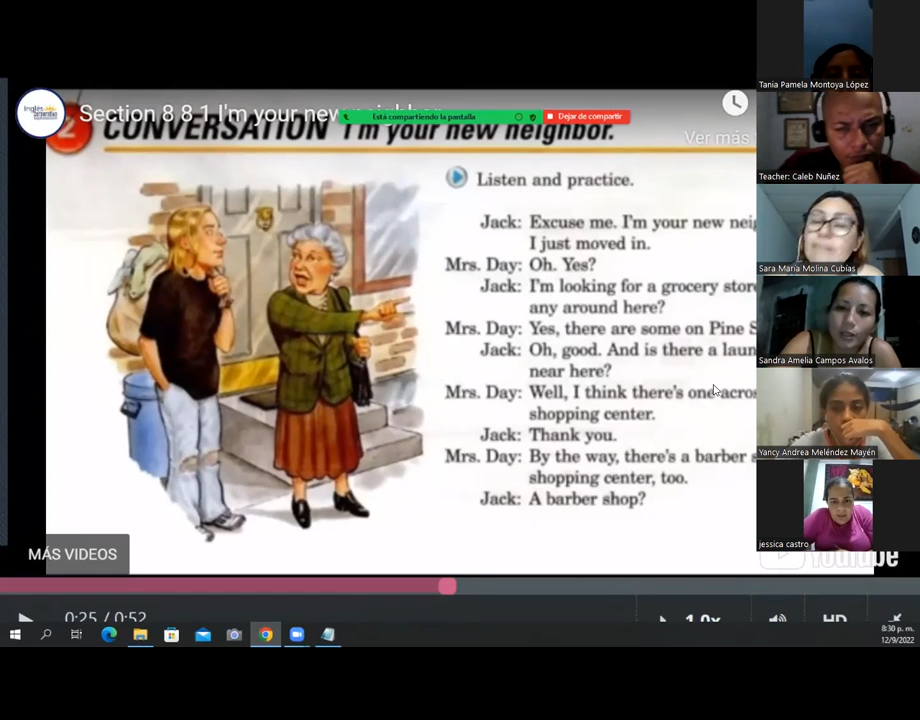 Tania Pamela Montoya López
Section 8 8 1 I'm your new neighbor
Está compartiendo la pantalla
Dejar de compartir
2 CONVERSATION I'm your new neighbor.
Ver más
Listen and practice.
Teacher: Caleb Nuñez
Jack: Excuse me. I'm your new
I just moved in.
Mrs. Day: Oh. Yes?
Jack: I'm looking for a grocery
any around here?
Mrs. Day: Yes, there are some on Pine
Jack: Oh, good. And is there a
near here?
Mrs. Day: Well, I think there's one
shopping center.
Jack: Thank you.
Mrs. Day: By the way, there's a barber
shopping center, too.
Jack: A barber shop?
Sara María Molina Cubías
Sandra Amelia Campos Avalos
Yancy Andrea Meléndez Mayén
jessica castro
MÁS VIDEOS
YouTube
0:25 / 0:52
1.0x
HD
8:30 p. m.
12/9/2022